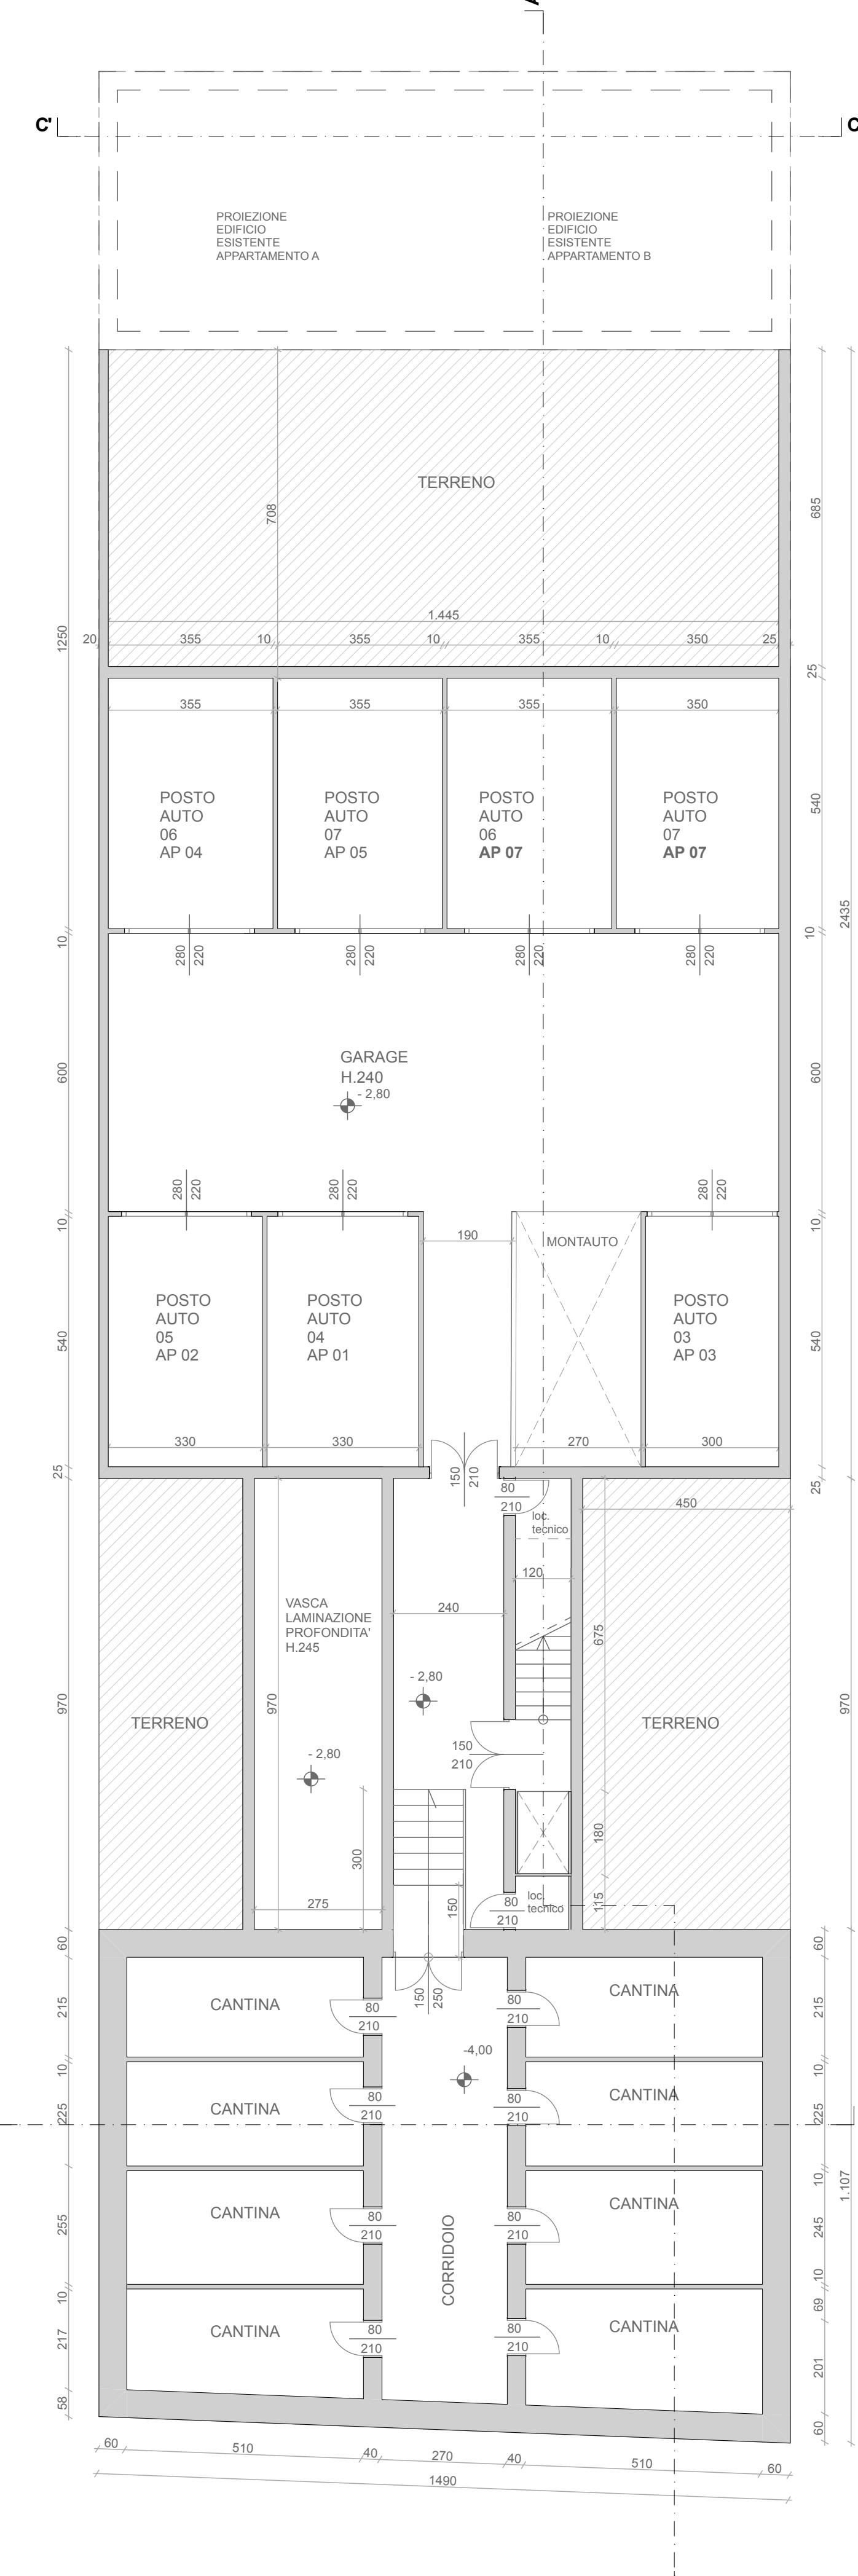 A
C'
C
PROIEZIONE
EDIFICIO
ESISTENTE
APPARTAMENTO A
PROIEZIONE
EDIFICIO
ESISTENTE
APPARTAMENTO B
TERRENO
708
685
1250
1.445
20
355
10
355
10
355
10
350
25
25
355
355
355
350
POSTO
AUTO
06
AP 04
POSTO
AUTO
07
AP 05
POSTO
AUTO
06
AP 07
POSTO
AUTO
07
AP 07
540
2435
10
280
220
280
220
280
220
280
220
10
GARAGE
H.240
- 2,80
600
600
280
220
280
220
280
220
10
190
MONTAUTO
10
POSTO
AUTO
05
AP 02
POSTO
AUTO
04
AP 01
POSTO
AUTO
03
AP 03
540
540
330
330
270
300
25
150
210
80
210
25
450
loc.
tecnico
120
VASCA
LAMINAZIONE
PROFONDITA'
H.245
240
675
- 2,80
970
970
970
TERRENO
TERRENO
150
210
- 2,80
300
180
275
150
80
210
loc.
tecnico
115
60
60
150
250
215
CANTINA
80
210
80
210
CANTINA
215
-4,00
10
10
225
CANTINA
80
210
80
210
CANTINA
225
10
1.107
255
CANTINA
80
210
CORRIDOIO
80
210
CANTINA
245
10
10
69
217
CANTINA
80
210
80
210
CANTINA
201
58
60
60
510
40
270
40
510
60
1490